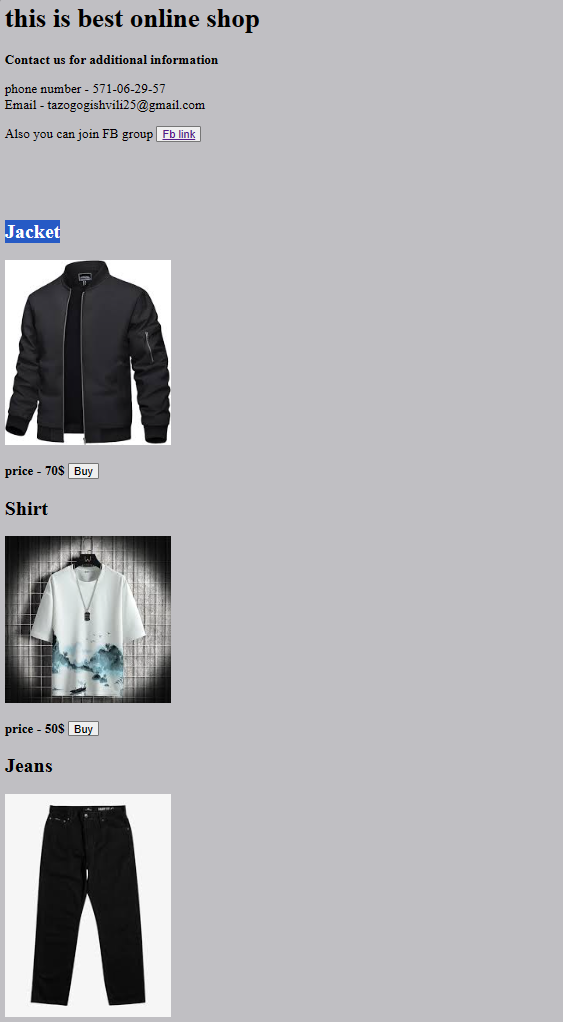 this is best online shop
Contact us for additional information
phone number - 571-06-29-57
Email - tazogogishvili25@gmail.com
Also you can join FB group Fb link
Jacket
price - 70$ Buy
Shirt
price - 50$ Buy
Jeans